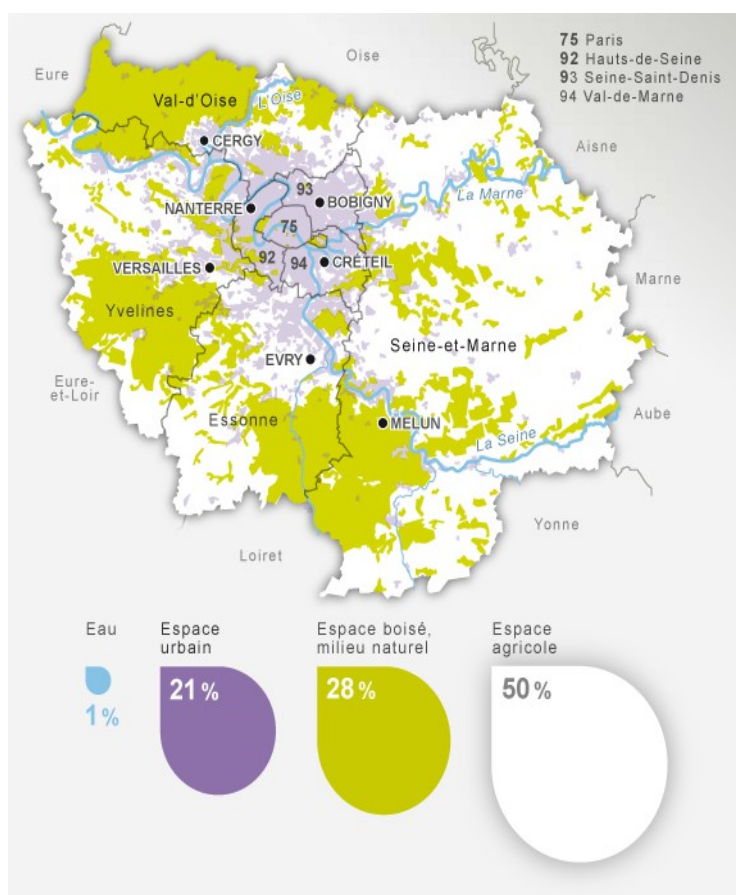 75 Paris
92 Hauts-de-Seine
93 Seine-Saint-Denis
94 Val-de-Marne
Oise
Eure
Val-d'Oise
L'Oise
CERGY
Aisne
93
BOBIGNY
La Marne
NANTERRE
75
92
94
CRÉTEIL
VERSAILLES
Marne
Yvelines
Seine-et-Marne
EVRY
Eure-
et-Loir
Essonne
MELUN
Aube
La Seine
Yonne
Loiret
Eau
1 %
Espace
urbain
21 %
Espace boisé,
milieu naturel
28 %
Espace
agricole
50 %